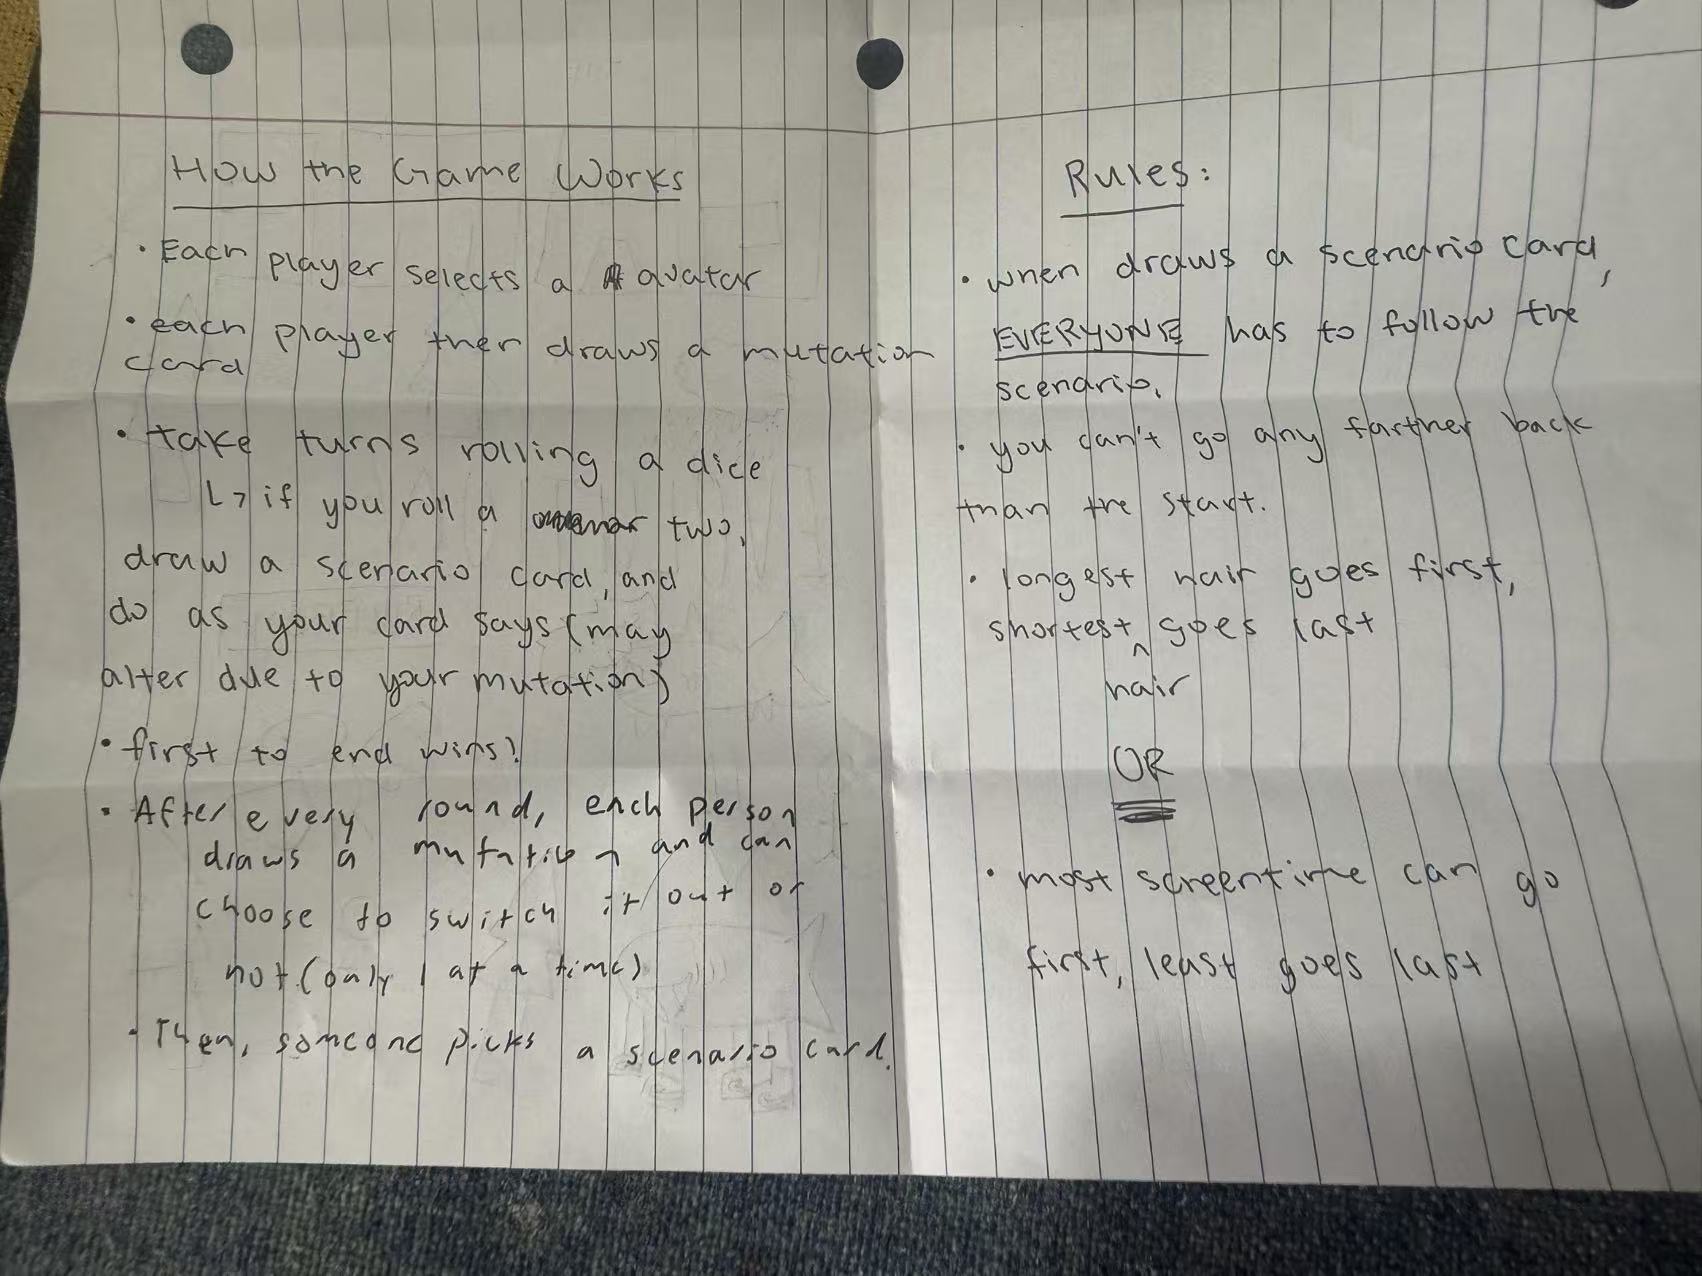 How the Game Works
• Each player selects a avatar
• each player then draws a mutation
card
• take turns rolling a dice
↳ if you roll a two,
draw a scenario card, and
do as your card says (may
alter due to your mutation)
• first to end wins!
• After every round, each person
draws a mutation and can
choose to switch it out or
not (only 1 at a time)
• Then, someone picks a scenario card.
Rules:
• when draws a scenario card,
EVERYONE has to follow the
scenario.
• you can't go any farther back
than the start.
• longest hair goes first,
shortest ^ goes last
hair
OR
• most screentime can go
first, least goes last